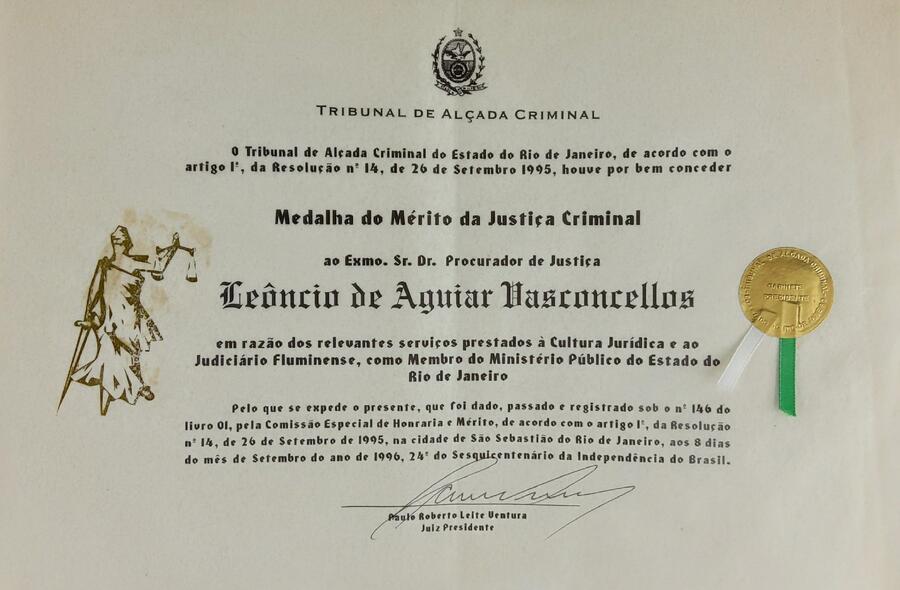 TRIBUNAL DE ALÇADA CRIMINAL
O Tribunal de Alçada Criminal do Estado do Rio de Janeiro, de acordo com o
artigo 1º, da Resolução nº 14, de 26 de Setembro 1995, houve por bem conceder
Medalha do Mérito da Justiça Criminal
ao Exmo. Sr. Dr. Procurador de Justiça
Leôncio de Aguiar Vasconcellos
em razão dos relevantes serviços prestados à Cultura Jurídica e ao
Judiciário Fluminense, como Membro do Ministério Público do Estado do
Rio de Janeiro
Pelo que se expede o presente, que foi dado, passado e registrado sob o nº 146 do
livro 01, pela Comissão Especial de Honraria e Mérito, de acordo com o artigo 1º, da Resolução
nº 14, de 26 de Setembro de 1995, na cidade de São Sebastião do Rio de Janeiro, aos 8 dias
do mês de Setembro do ano de 1996, 24º do Sesquicentenário da Independência do Brasil.
Paulo Roberto Leite Ventura
Juiz Presidente
TRIBUNAL DE ALÇADA CRIMINAL
GABINETE
PRESIDENTE